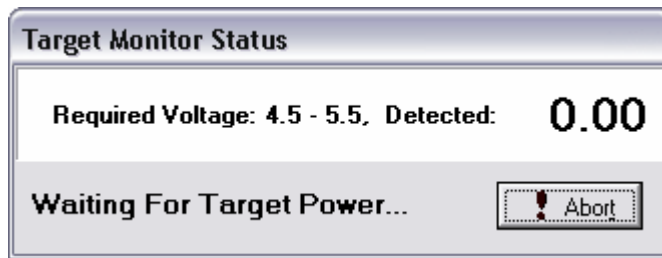 Target Monitor Status
Required Voltage: 4.5 - 5.5, Detected: 0.00
Waiting For Target Power...
! Abort